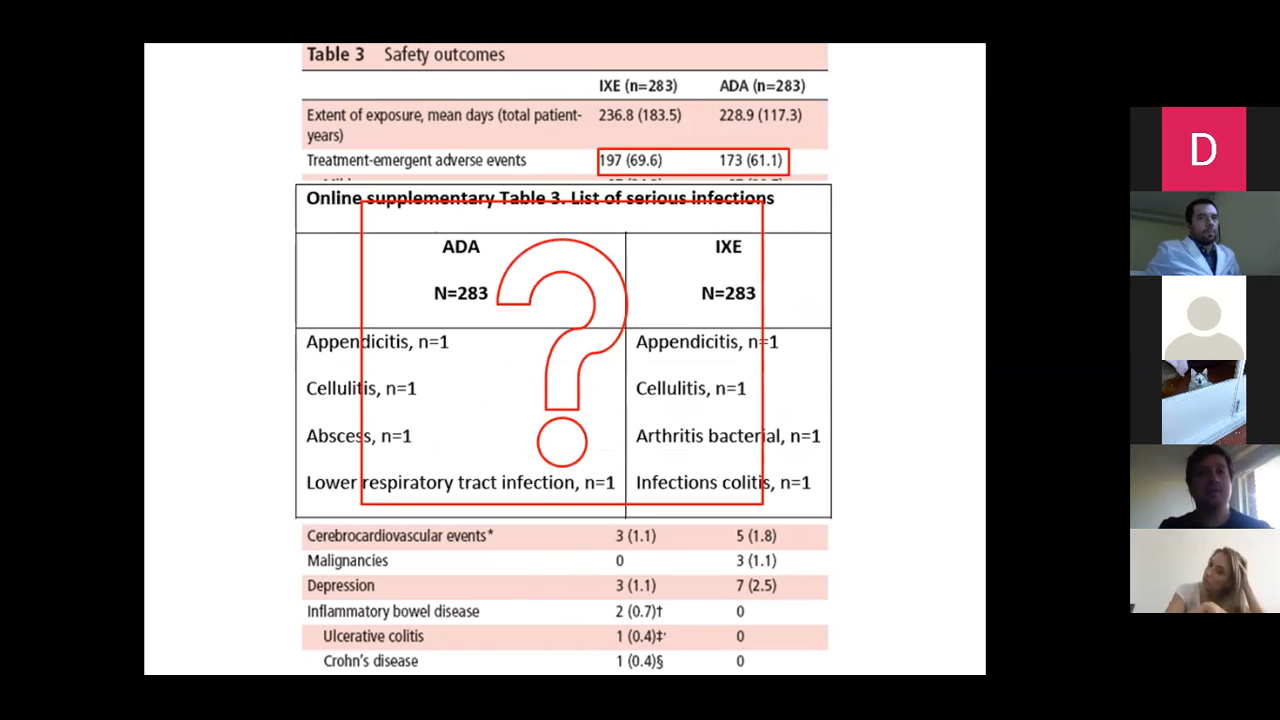 Table 3 Safety outcomes
IXE (n=283) ADA (n=283)
Extent of exposure, mean days (total patient- 236.8 (183.5) 228.9 (117.3)
years)
Treatment-emergent adverse events 197 (69.6) 173 (61.1)
Online supplementary Table 3. List of serious infections
ADA IXE
N=283 N=283
Appendicitis, n=1 Appendicitis, n=1
Cellulitis, n=1 Cellulitis, n=1
Abscess, n=1 Arthritis bacterial, n=1
Lower respiratory tract infection, n=1 Infections colitis, n=1
?
Cerebrocardiovascular events* 3 (1.1) 5 (1.8)
Malignancies 0 3 (1.1)
Depression 3 (1.1) 7 (2.5)
Inflammatory bowel disease 2 (0.7)† 0
Ulcerative colitis 1 (0.4)‡ 0
Crohn's disease 1 (0.4)§ 0
D